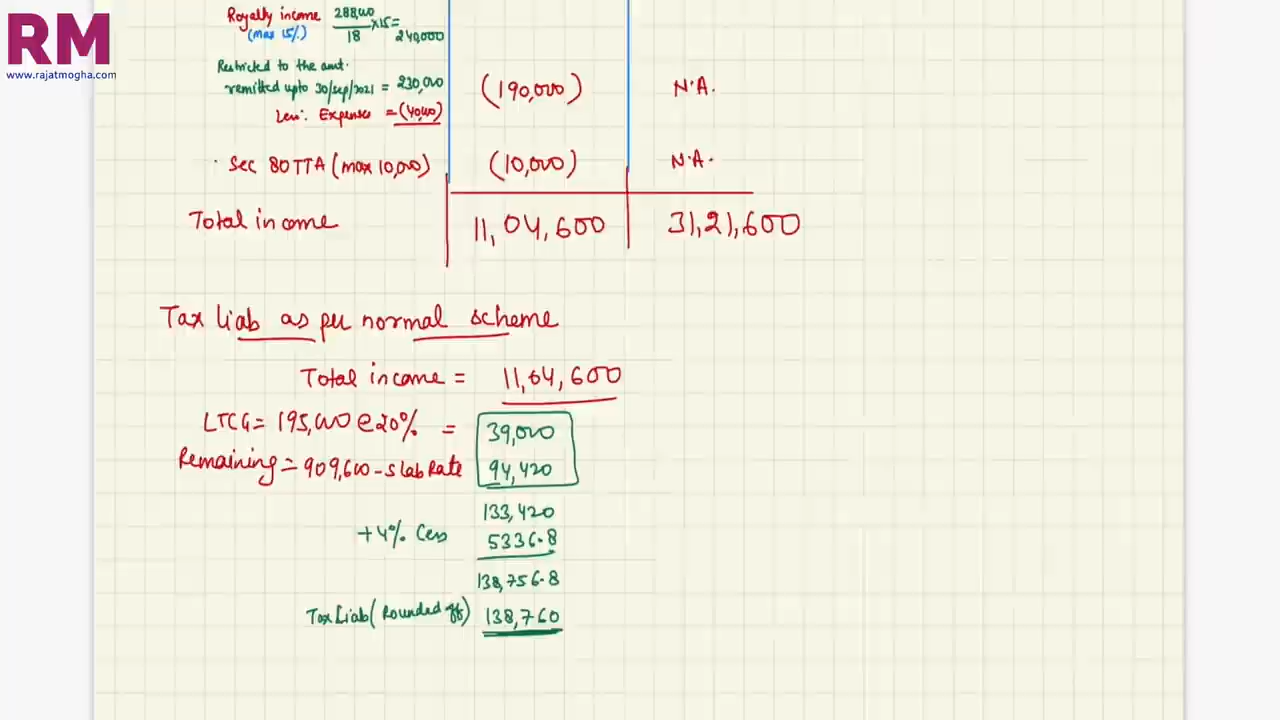 RM
www.rajatmogha.com
Royalty income 288,000/18 x15 = 240,000
(max 15%)
Restricted to the amt.
remitted upto 30/sep/2021 = 230,000 (190,000) N.A.
Less: Expenses = (40,000)
· Sec 80TTA (max 10,000) (10,000) N.A.
Total income 11,04,600 31,21,600
Tax liab as per normal scheme
Total income = 11,04,600
LTCG = 195,000 @ 20% = 39,000
Remaining = 909,600 - slab Rate 94,420
133,420
+4% Cess 5336.8
138,756.8
Tax Liab (Rounded off) 138,760